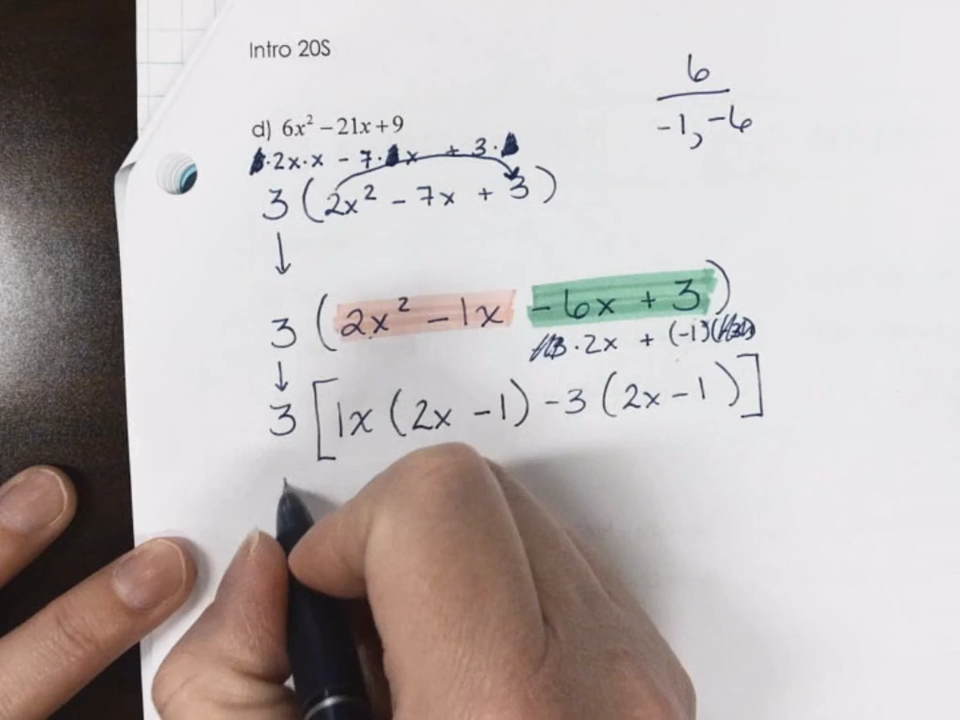 Intro 20S
6
-1, -6
d) 6x² − 21x + 9
·2x·x - 7· x + 3·
3 (2x² - 7x + 3)
↓
3 (2x² - 1x - 6x + 3)
·2x + (-1)
↓
3 [1x (2x - 1) - 3 (2x - 1)]